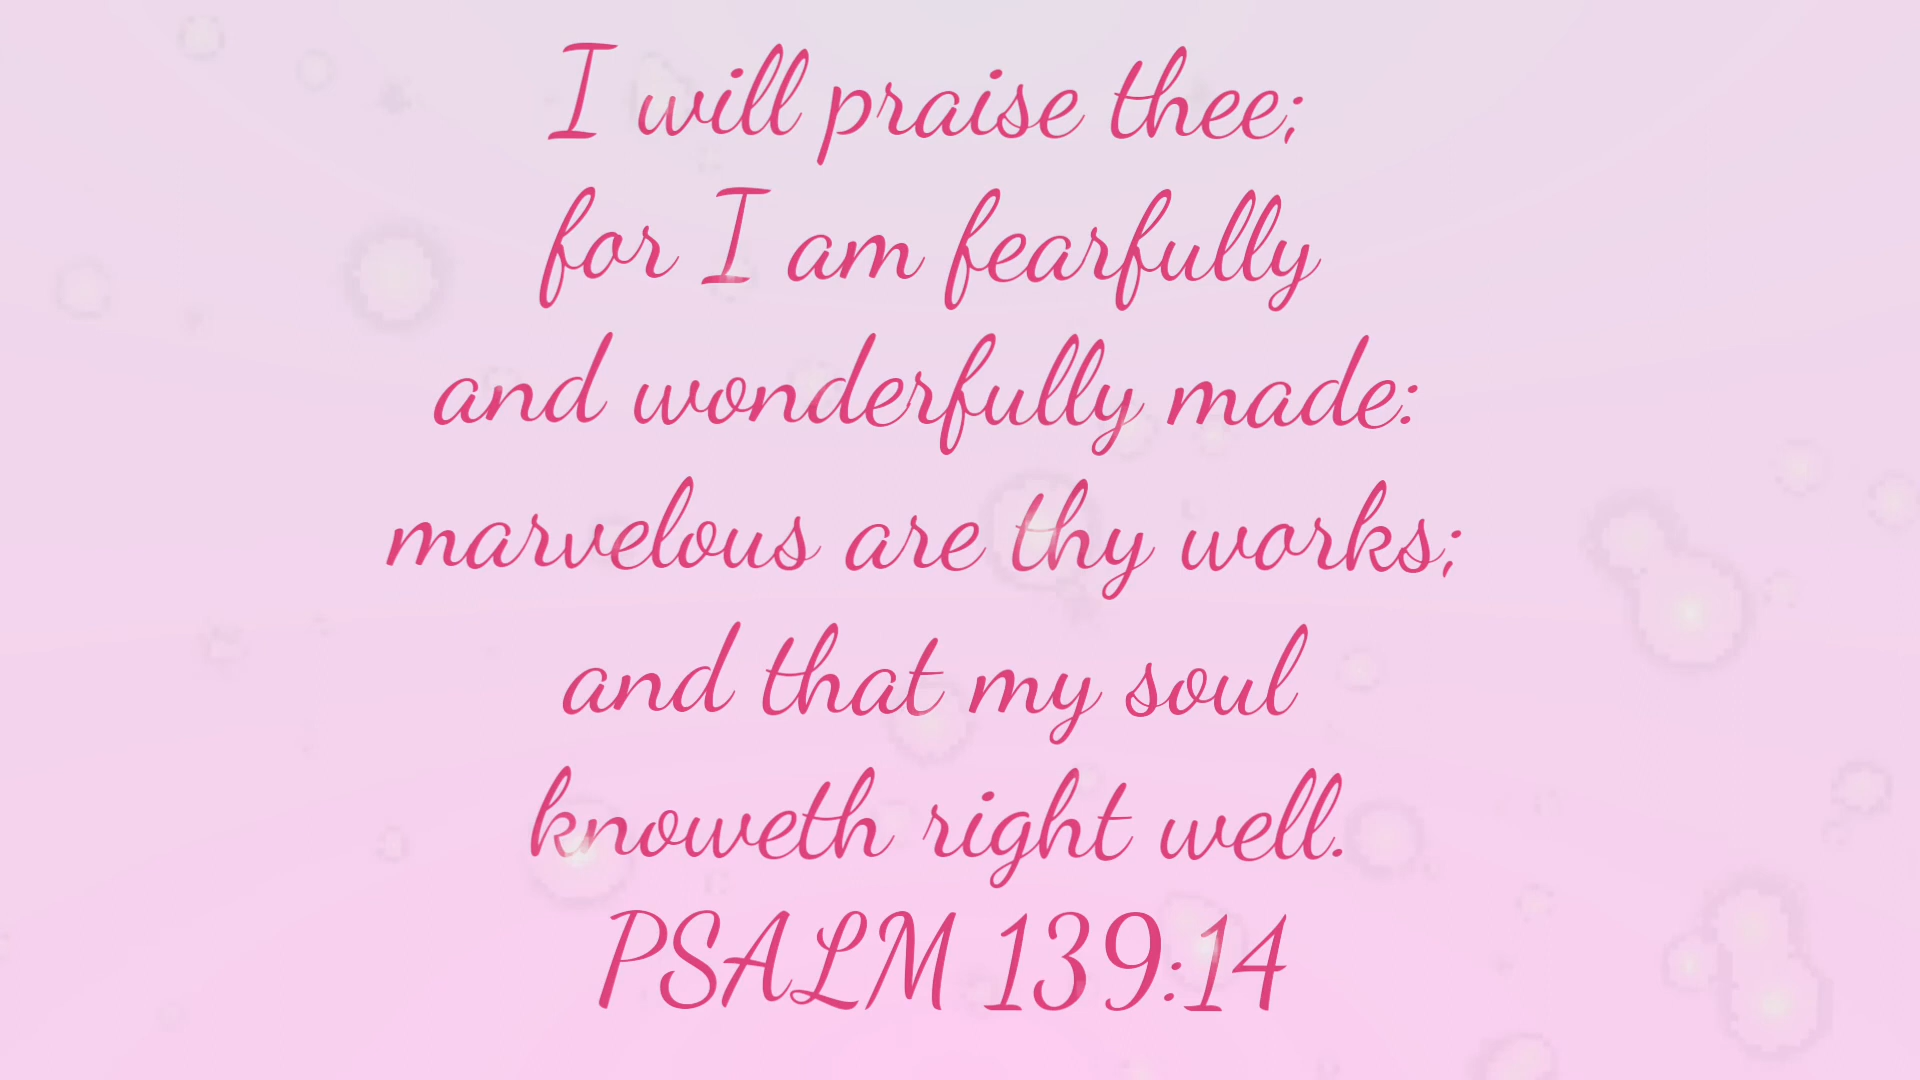 I will praise thee;
for I am fearfully
and wonderfully made:
marvelous are thy works;
and that my soul
knoweth right well.
PSALM 139:14